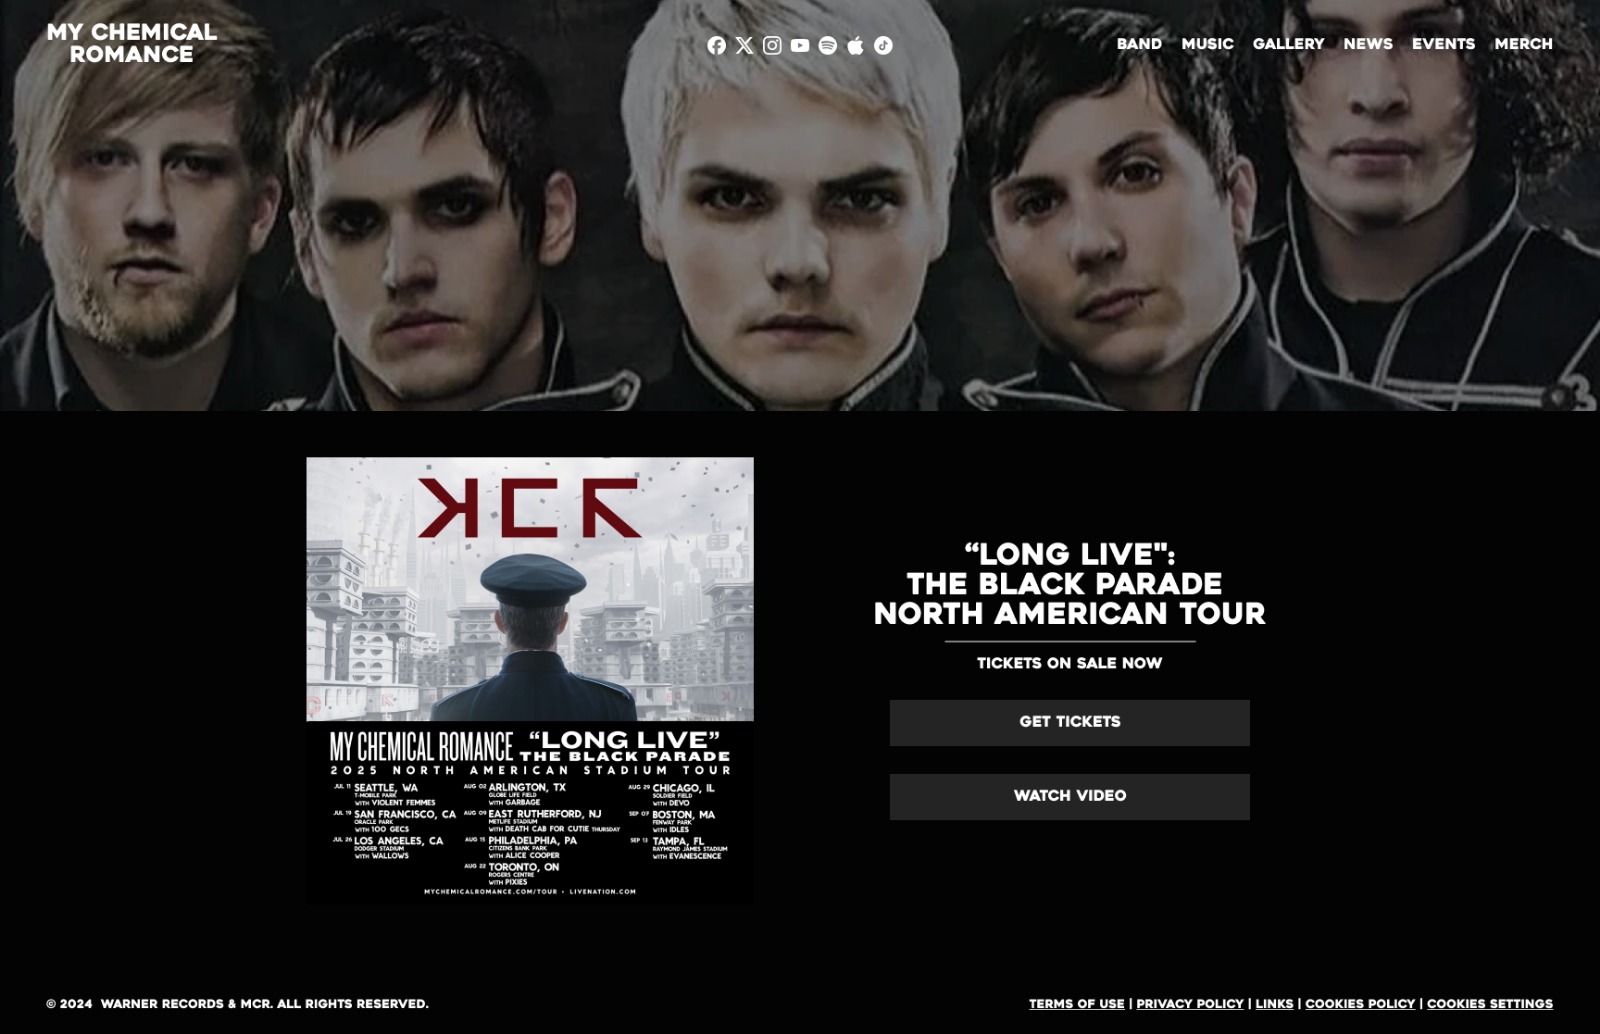 MY CHEMICAL
ROMANCE
BAND MUSIC GALLERY NEWS EVENTS MERCH
MCR
MY CHEMICAL ROMANCE “LONG LIVE”
THE BLACK PARADE
2025 NORTH AMERICAN STADIUM TOUR
JUL 11 SEATTLE, WA
T-MOBILE PARK
WITH VIOLENT FEMMES
JUL 19 SAN FRANCISCO, CA
ORACLE PARK
WITH 100 GECS
JUL 26 LOS ANGELES, CA
DODGER STADIUM
WITH WALLOWS
AUG 02 ARLINGTON, TX
GLOBE LIFE FIELD
WITH GARBAGE
AUG 09 EAST RUTHERFORD, NJ
METLIFE STADIUM
WITH DEATH CAB FOR CUTIE THURSDAY
AUG 15 PHILADELPHIA, PA
CITIZENS BANK PARK
WITH ALICE COOPER
AUG 22 TORONTO, ON
ROGERS CENTRE
WITH PIXIES
AUG 29 CHICAGO, IL
SOLDIER FIELD
WITH DEVO
SEP 07 BOSTON, MA
FENWAY PARK
WITH IDLES
SEP 13 TAMPA, FL
RAYMOND JAMES STADIUM
WITH EVANESCENCE
MYCHEMICALROMANCE.COM/TOUR • LIVENATION.COM
“LONG LIVE":
THE BLACK PARADE
NORTH AMERICAN TOUR
TICKETS ON SALE NOW
GET TICKETS
WATCH VIDEO
© 2024 WARNER RECORDS & MCR. ALL RIGHTS RESERVED.
TERMS OF USE | PRIVACY POLICY | LINKS | COOKIES POLICY | COOKIES SETTINGS